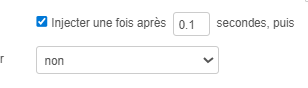 Injecter une fois après 0.1 secondes, puis
r non